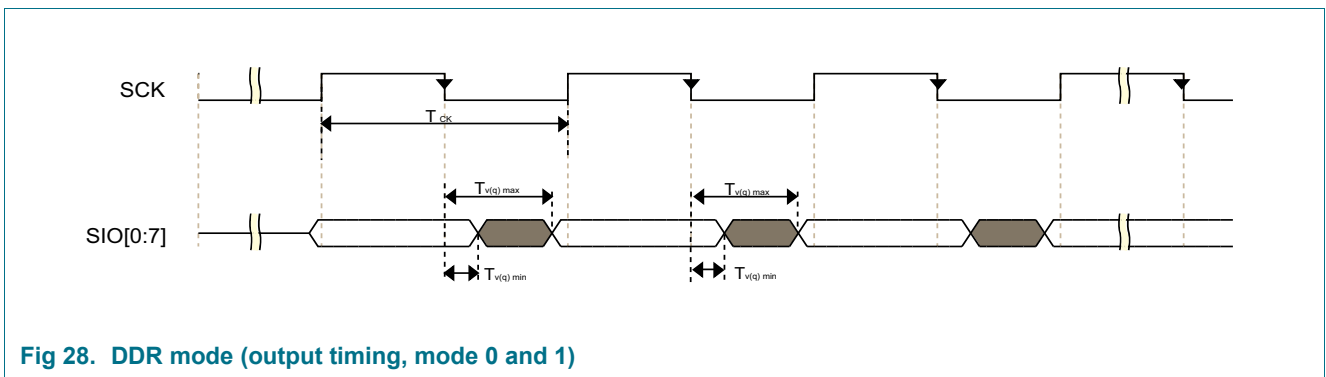 SCK
T CK
Tv(q) max
Tv(q) max
SIO[0:7]
Tv(q) min
Tv(q) min
Fig 28. DDR mode (output timing, mode 0 and 1)